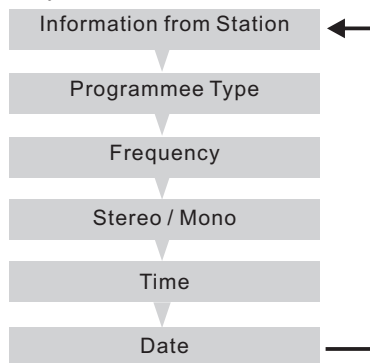 Information from Station
Programmee Type
Frequency
Stereo / Mono
Time
Date